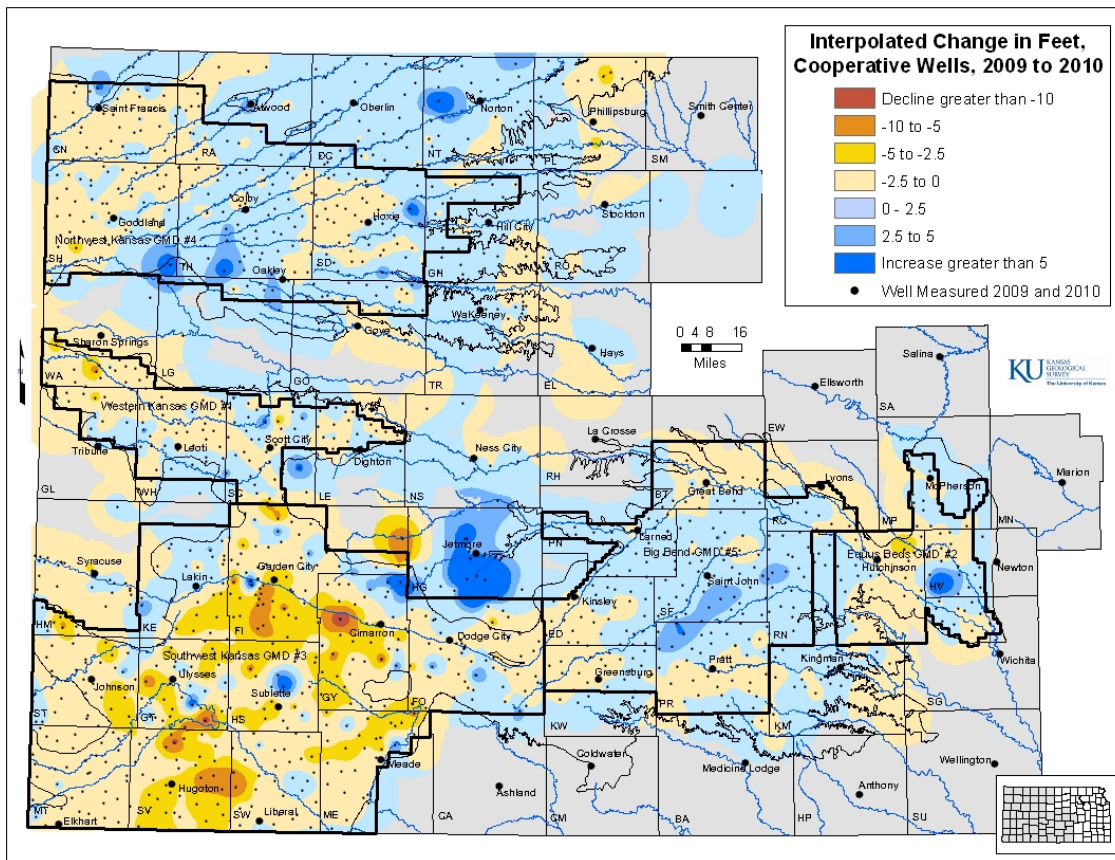 Interpolated Change in Feet,
Cooperative Wells, 2009 to 2010
Decline greater than -10
-10 to -5
-5 to -2.5
-2.5 to 0
0 - 2.5
2.5 to 5
Increase greater than 5
Well Measured 2009 and 2010
Saint Francis
Atwood
Oberlin
Norton
Phillipsburg
Smith Center
CN
RA
DC
NT
PL
SM
Goodland
Colby
Hoxie
Hill City
Stockton
Northwest Kansas GMD #4
SH
TH
SD
GH
RO
Oakley
Sharon Springs
Gove
WaKeeney
Hays
0 4 8 16
Miles
Salina
KU KANSAS
GEOLOGICAL
SURVEY
The University of Kansas
WA
LG
GO
TR
EL
Ellsworth
SA
Western Kansas GMD #1
Tribune
Leoti
Scott City
Dighton
Ness City
La Crosse
EW
Great Bend
Lyons
McPherson
Marion
GL
WH
SC
LE
NS
RH
BT
RC
MP
MN
Syracuse
Lakin
Garden City
Jetmore
PN
Larned
Big Bend GMD #5
Equus Beds GMD #2
Hutchinson
Newton
HG
Saint John
HV
Kinsley
HM
KE
FI
Cimarron
Dodge City
ED
SF
RN
Wichita
Southwest Kansas GMD #3
Johnson
Ulysses
Sublette
Greensburg
Pratt
Kingman
ST
GT
HS
GY
FO
KW
PR
KM
SG
Meade
Coldwater
Medicine Lodge
Wellington
Hugoton
Ashland
Anthony
MT
SV
SW
Liberal
ME
CA
CM
BA
HP
SU
Elkhart